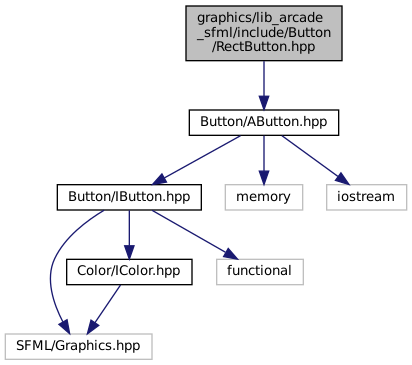 graphics/lib_arcade
_sfml/include/Button
/RectButton.hpp
Button/AButton.hpp
Button/IButton.hpp
memory
iostream
Color/IColor.hpp
functional
SFML/Graphics.hpp